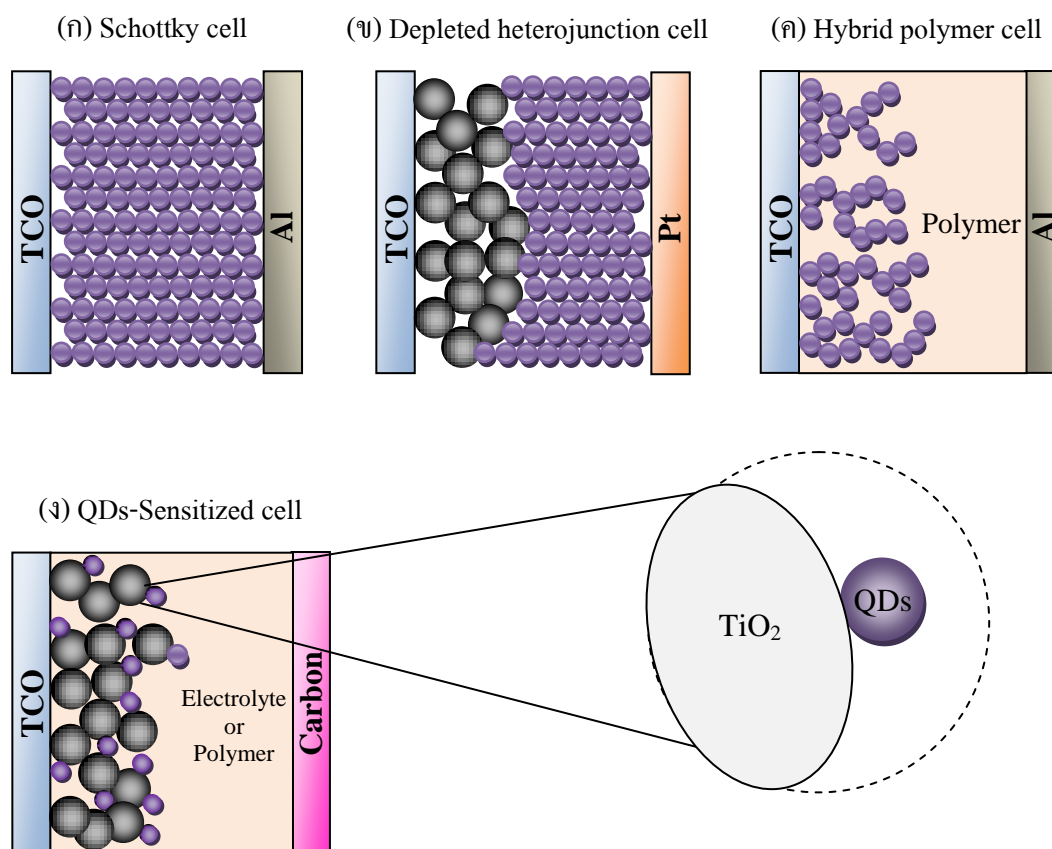 (ก) Schottky cell
(ข) Depleted heterojunction cell
(ค) Hybrid polymer cell
TCO
Al
TCO
Pt
TCO
Polymer
Al
(ง) QDs-Sensitized cell
TCO
Electrolyte
or
Polymer
Carbon
TiO₂
QDs